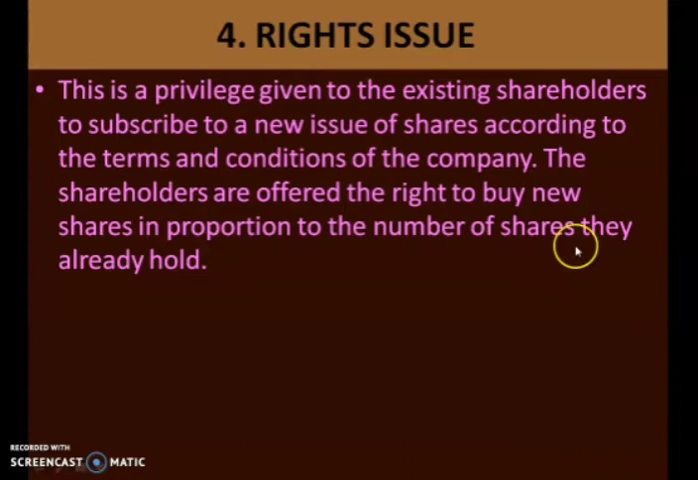 4. RIGHTS ISSUE
• This is a privilege given to the existing shareholders
to subscribe to a new issue of shares according to
the terms and conditions of the company. The
shareholders are offered the right to buy new
shares in proportion to the number of shares they
already hold.
RECORDED WITH
SCREENCAST MATIC